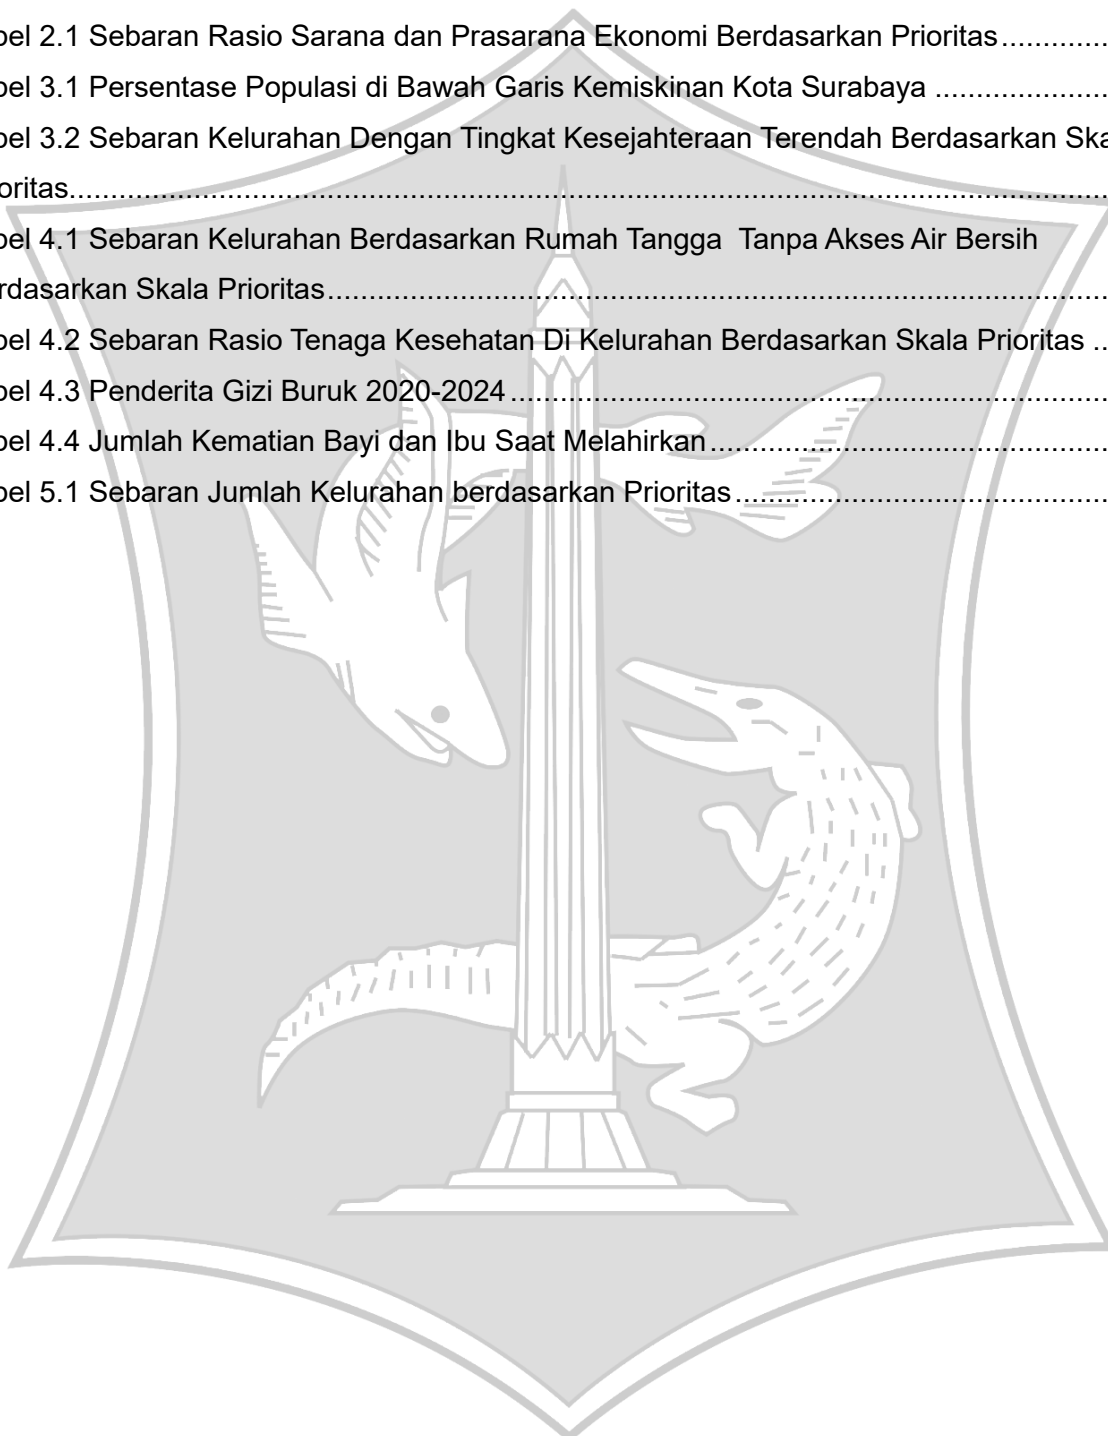 bel 2.1 Sebaran Rasio Sarana dan Prasarana Ekonomi Berdasarkan Prioritas..............
bel 3.1 Persentase Populasi di Bawah Garis Kemiskinan Kota Surabaya .....................
bel 3.2 Sebaran Kelurahan Dengan Tingkat Kesejahteraan Terendah Berdasarkan Ska
oritas...............................................................................................................................
bel 4.1 Sebaran Kelurahan Berdasarkan Rumah Tangga  Tanpa Akses Air Bersih
rdasarkan Skala Prioritas................................................................................................
bel 4.2 Sebaran Rasio Tenaga Kesehatan Di Kelurahan Berdasarkan Skala Prioritas ..
bel 4.3 Penderita Gizi Buruk 2020-2024..........................................................................
bel 4.4 Jumlah Kematian Bayi dan Ibu Saat Melahirkan..................................................
bel 5.1 Sebaran Jumlah Kelurahan berdasarkan Prioritas...............................................